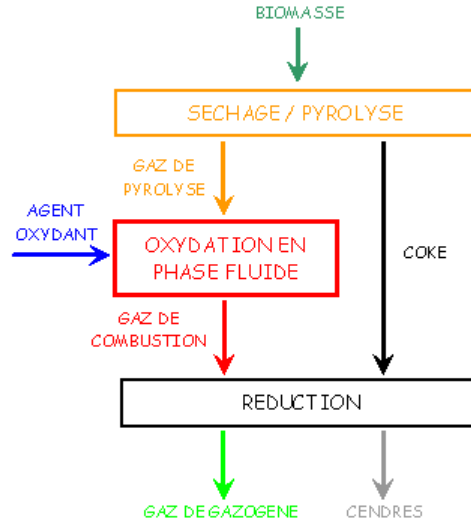 BIOMASSE
SECHAGE / PYROLYSE
GAZ DE
PYROLYSE
AGENT
OXYDANT
OXYDATION EN
PHASE FLUIDE
COKE
GAZ DE
COMBUSTION
REDUCTION
GAZ DE GAZOGENE
CENDRES